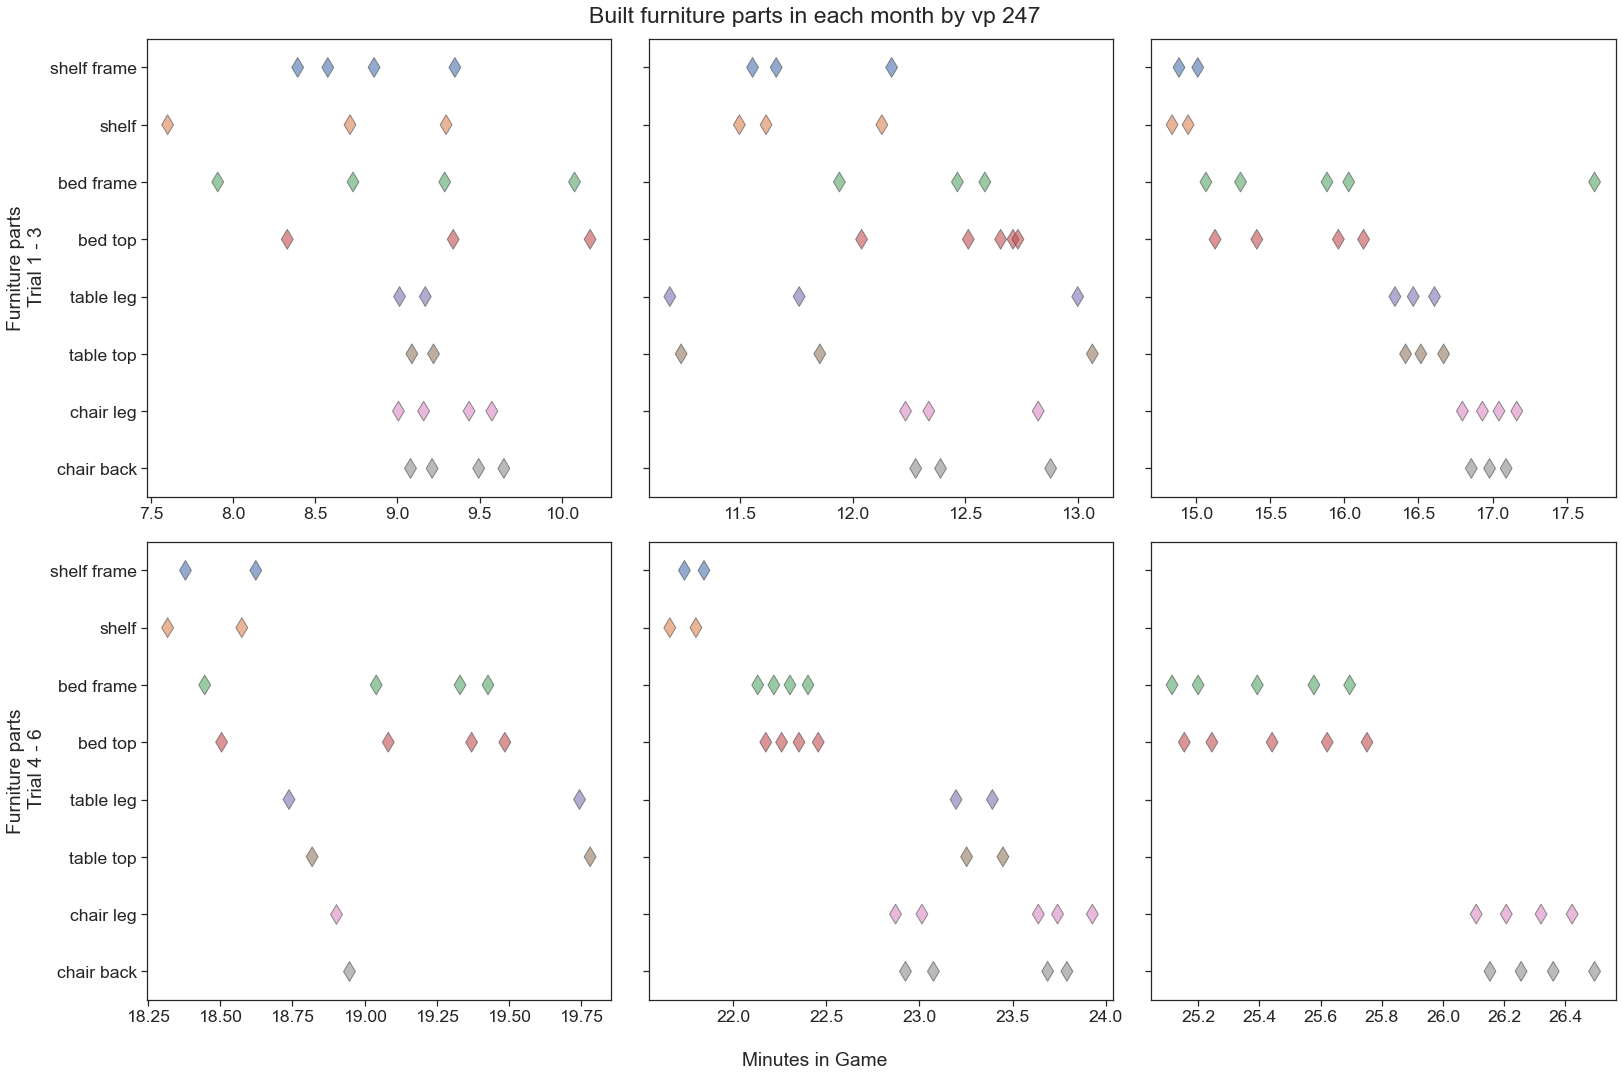 Built furniture parts in each month by vp 247
Furniture parts
Trial 1 - 3
shelf frame
shelf
bed frame
bed top
table leg
table top
chair leg
chair back
7.5 8.0 8.5 9.0 9.5 10.0
11.5 12.0 12.5 13.0
15.0 15.5 16.0 16.5 17.0 17.5
Furniture parts
Trial 4 - 6
shelf frame
shelf
bed frame
bed top
table leg
table top
chair leg
chair back
18.25 18.50 18.75 19.00 19.25 19.50 19.75
22.0 22.5 23.0 23.5 24.0
25.2 25.4 25.6 25.8 26.0 26.2 26.4
Minutes in Game